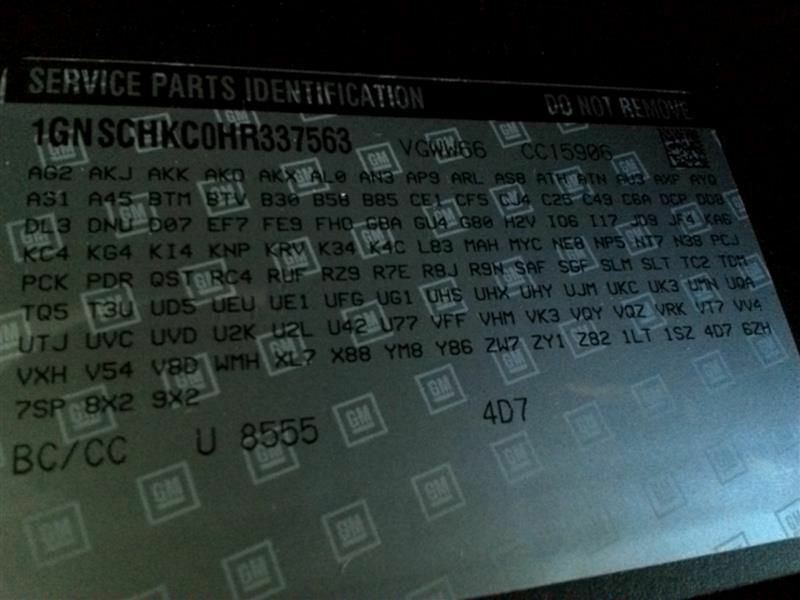 SERVICE PARTS IDENTIFICATION DO NOT REMOVE
1GNSCHKC0HR337563 VGWW66 CC15906
AG2 AKJ AKK AKO AKX AL0 AN3 AP9 ARL AS8 ATH ATN AU3 AXP AYQ
AS1 A45 BTM BTV B30 B58 B85 CE1 CF5 CJ4 C25 C49 C6A DCP DD8
DL3 DNU D07 EF7 FE9 FHO GBA GU4 G80 H2V IO6 I17 JD9 JF4 KA6
KC4 KG4 KI4 KNP KRV K34 K4C L83 MAH MYC NE8 NP5 NT7 N38 PCJ
PCK PDR QST RC4 RUF RZ9 R7E R8J R9N SAF SGF SLM SLT TC2 TDM
TQ5 T3U UD5 UEU UE1 UFG UG1 UHS UHX UHY UJM UKC UK3 UMN UQA
UTJ UVC UVD U2K U2L U42 U77 VFF VHM VK3 VQY VQZ VRK VT7 VV4
VXH V54 V8D WMH XL7 X88 YM8 Y86 ZW7 ZY1 Z82 1LT 1SZ 4D7 6ZH
7SP 8X2 9X2
BC/CC U 8555 4D7